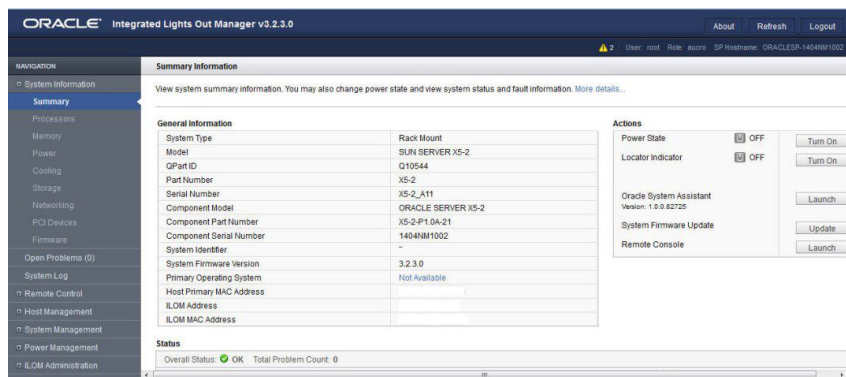 ORACLE® Integrated Lights Out Manager v3.2.3.0
About Refresh Logout
2 User: root Role: aucro SP Hostname: ORACLESP-1404NM1002
NAVIGATION
System Information
Summary
Processors
Memory
Power
Cooling
Storage
Networking
PCI Devices
Firmware
Open Problems (0)
System Log
Remote Control
Host Management
System Management
Power Management
ILOM Administration
Summary Information
View system summary information. You may also change power state and view system status and fault information. More details...
General Information
System Type Rack Mount
Model SUN SERVER X5-2
QPart ID Q10544
Part Number X5-2
Serial Number X5-2_A11
Component Model ORACLE SERVER X5-2
Component Part Number X5-2-P1.0A-21
Component Serial Number 1404NM1002
System Identifier -
System Firmware Version 3.2.3.0
Primary Operating System Not Available
Host Primary MAC Address
ILOM Address
ILOM MAC Address
Actions
Power State OFF Turn On
Locator Indicator OFF Turn On
Oracle System Assistant Launch
Version: 1.0.0.82725
System Firmware Update Update
Remote Console Launch
Status
Overall Status: OK Total Problem Count: 0